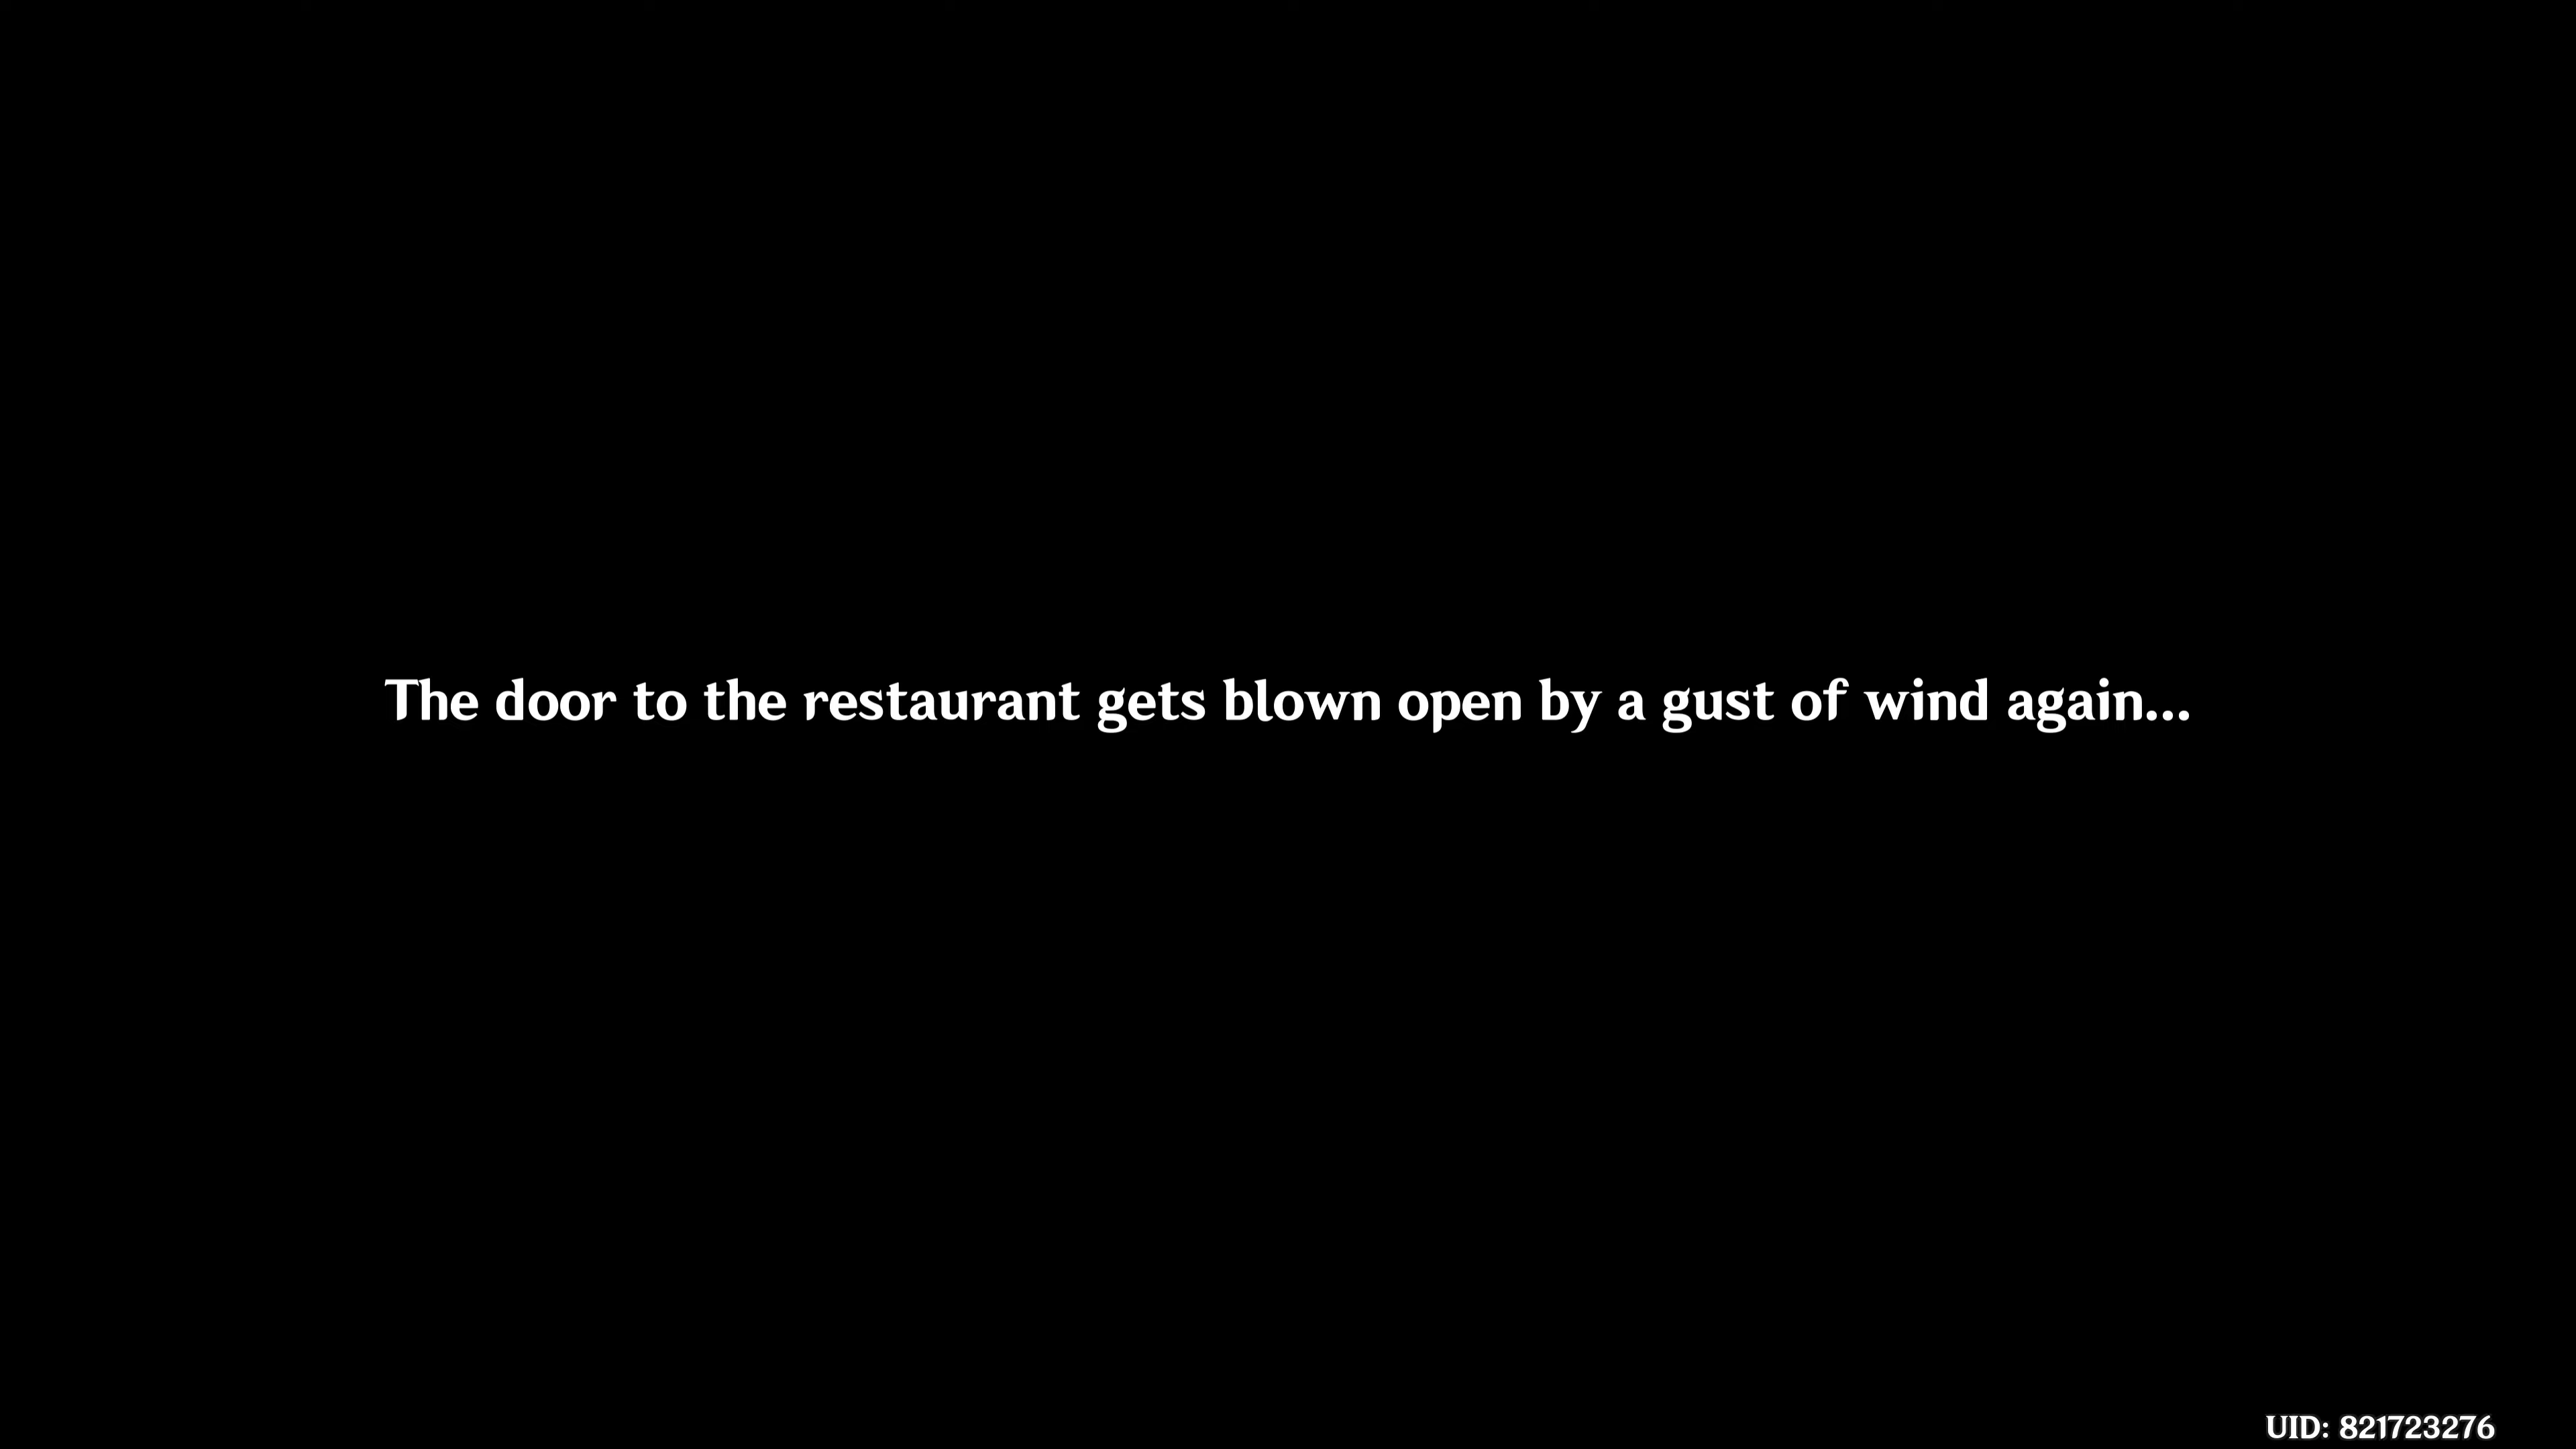 The door to the restaurant gets blown open by a gust of wind again...
UID: 821723276